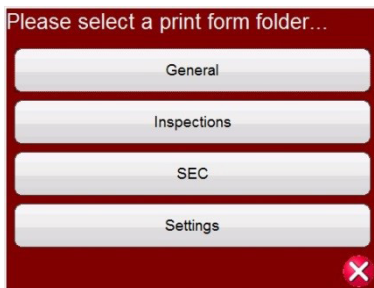 Please select a print form folder...
General
Inspections
SEC
Settings